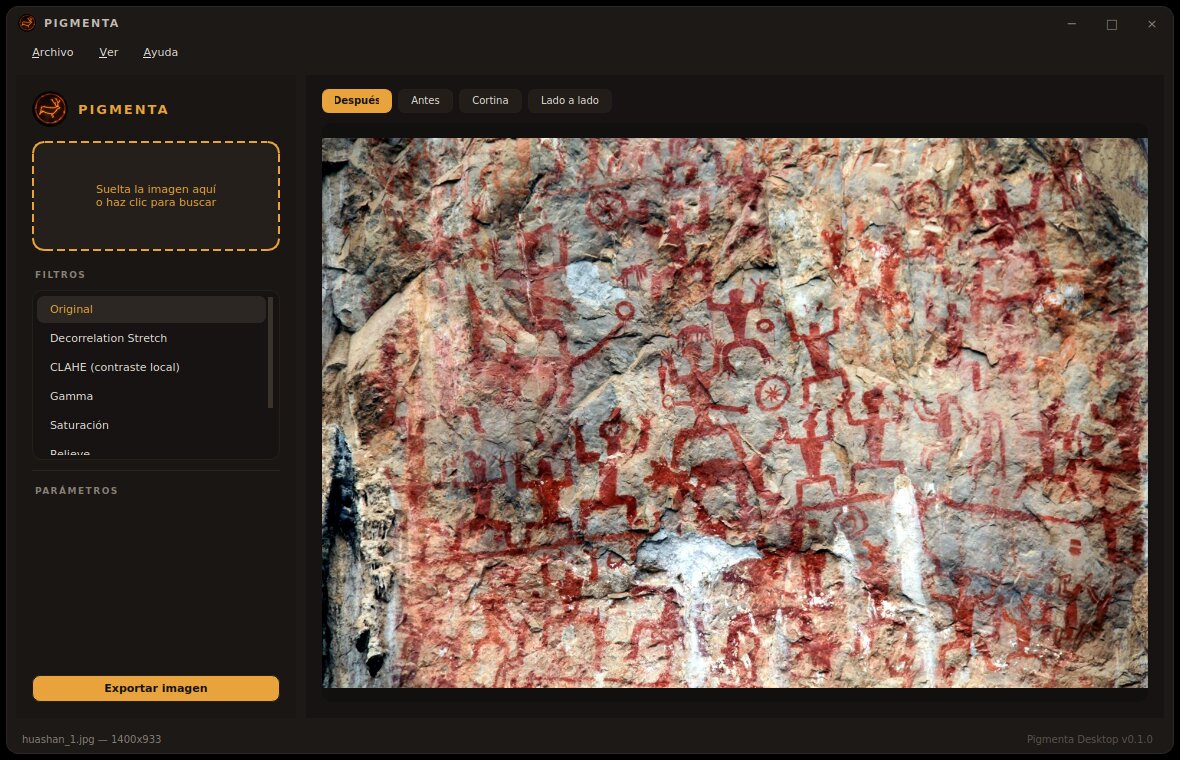 PIGMENTA
Archivo Ver Ayuda
PIGMENTA
Suelta la imagen aquí
o haz clic para buscar
FILTROS
Original
Decorrelation Stretch
CLAHE (contraste local)
Gamma
Saturación
Relieve
PARÁMETROS
Exportar imagen
Después Antes Cortina Lado a lado
huashan_1.jpg — 1400x933
Pigmenta Desktop v0.1.0